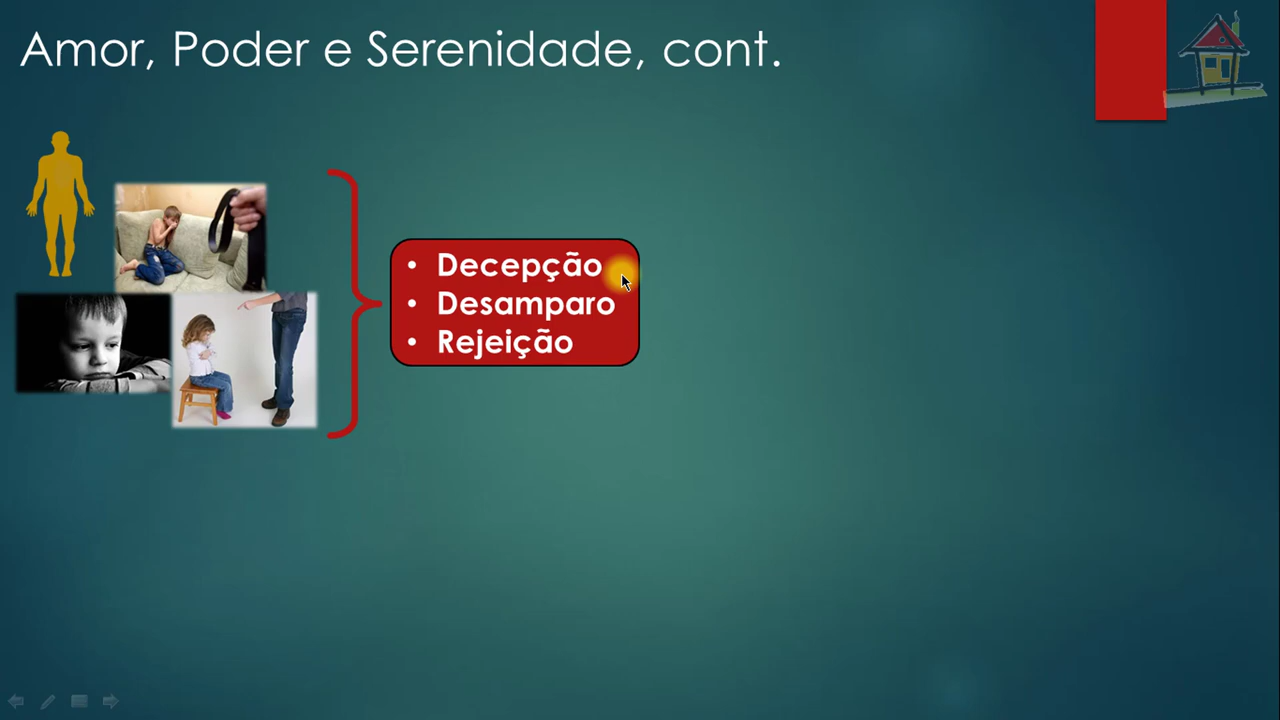 Amor, Poder e Serenidade, cont.
• Decepção
• Desamparo
• Rejeição